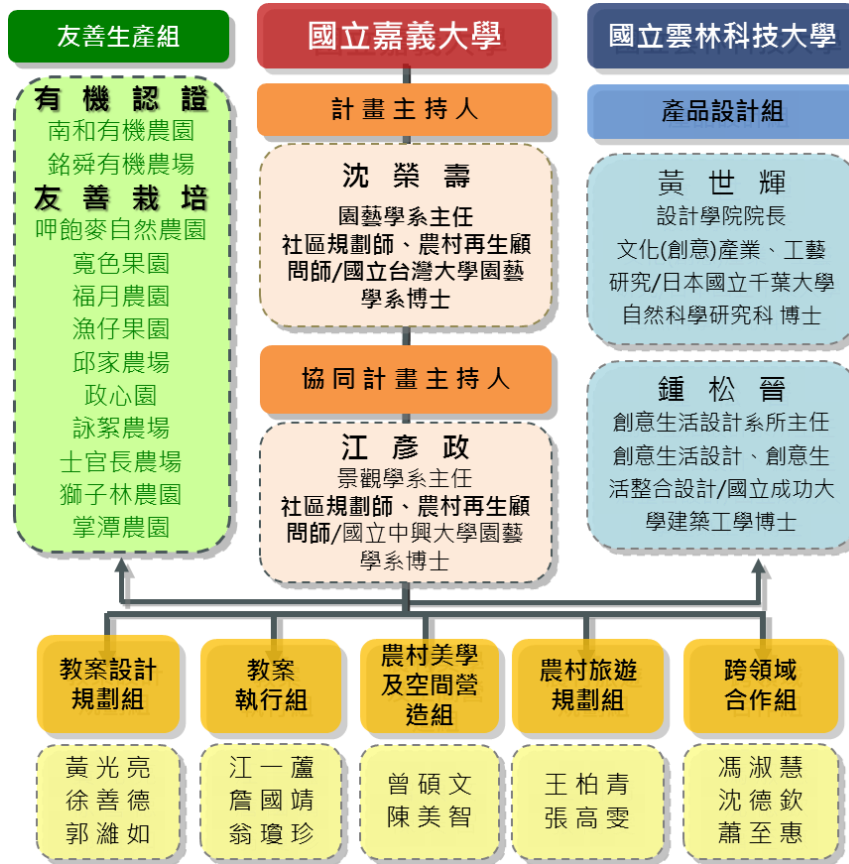 友善生產組
有機認證
南和有機農園
銘舜有機農場
友善栽培
呷飽麥自然農園
寬色果園
福月農園
漁仔果園
邱家農場
政心園
詠絮農場
士官長農場
獅子林農園
掌潭農園
國立嘉義大學
計畫主持人
沈榮壽
園藝學系主任
社區規劃師、農村再生顧
問師/國立台灣大學園藝
學系博士
協同計畫主持人
江彥政
景觀學系主任
社區規劃師、農村再生顧
問師/國立中興大學園藝
學系博士
國立雲林科技大學
產品設計組
黃世輝
設計學院院長
文化(創意)產業、工藝
研究/日本國立千葉大學
自然科學研究科 博士
鍾松晉
創意生活設計系所主任
創意生活設計、創意生
活整合設計/國立成功大
學建築工學博士
教案設計
規劃組
黃光亮
徐善德
郭濰如
教案
執行組
江一蘆
詹國靖
翁瓊珍
農村美學
及空間營
造組
曾碩文
陳美智
農村旅遊
規劃組
王柏青
張高雯
跨領域
合作組
馮淑慧
沈德欽
蕭至惠